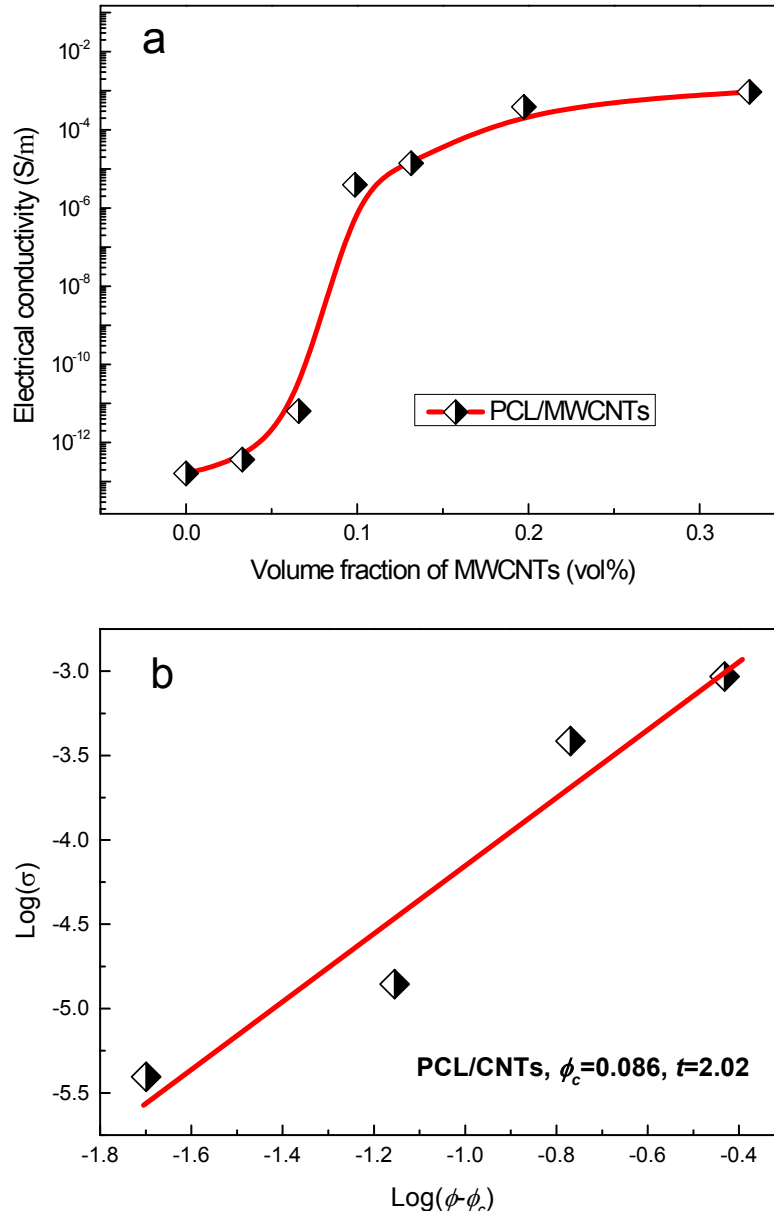 a
Electrical conductivity (S/m)
10⁻²
10⁻⁴
10⁻⁶
10⁻⁸
10⁻¹⁰
10⁻¹²
PCL/MWCNTs
0.0 0.1 0.2 0.3
Volume fraction of MWCNTs (vol%)
b
Log(σ)
-3.0
-3.5
-4.0
-4.5
-5.0
-5.5
PCL/CNTs, ϕc=0.086, t=2.02
-1.8 -1.6 -1.4 -1.2 -1.0 -0.8 -0.6 -0.4
Log(ϕ-ϕc)